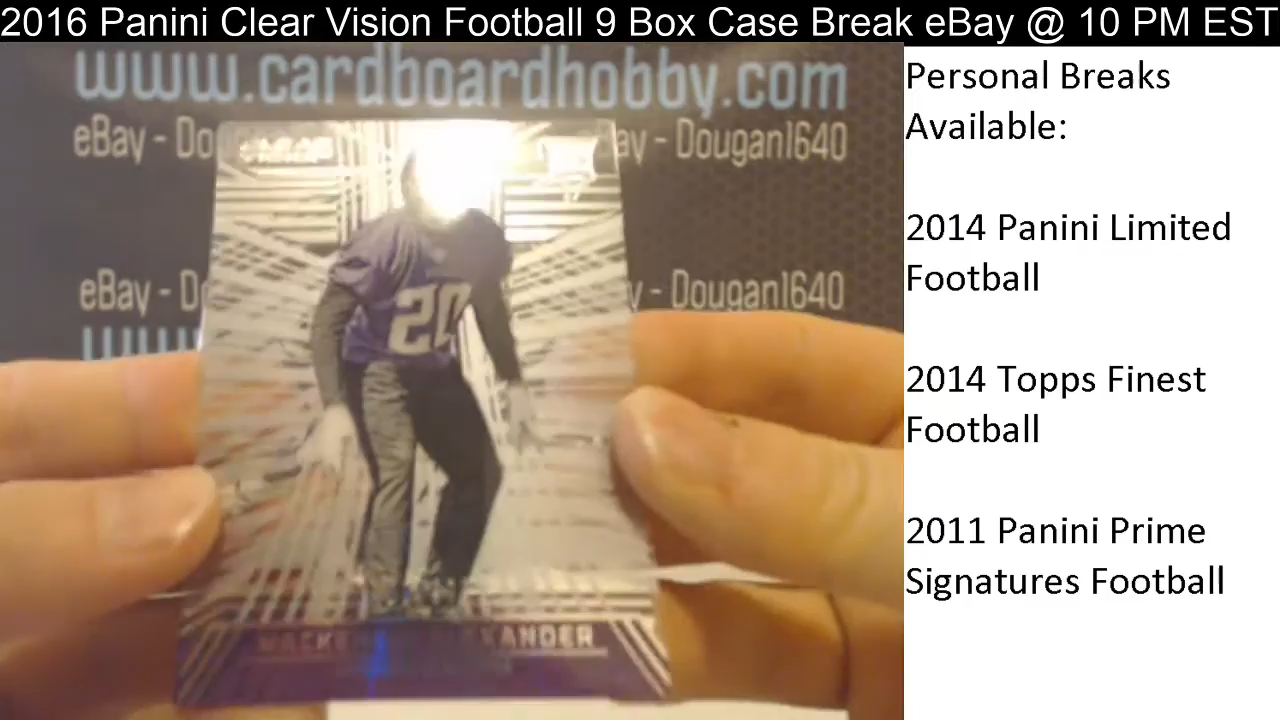 2016 Panini Clear Vision Football 9 Box Case Break eBay @ 10 PM EST
Personal Breaks
Available:
2014 Panini Limited
Football
2014 Topps Finest
Football
2011 Panini Prime
Signatures Football
www.cardboardhobby.com
eBay - Dougan1640
eBay - Dougan1640
20